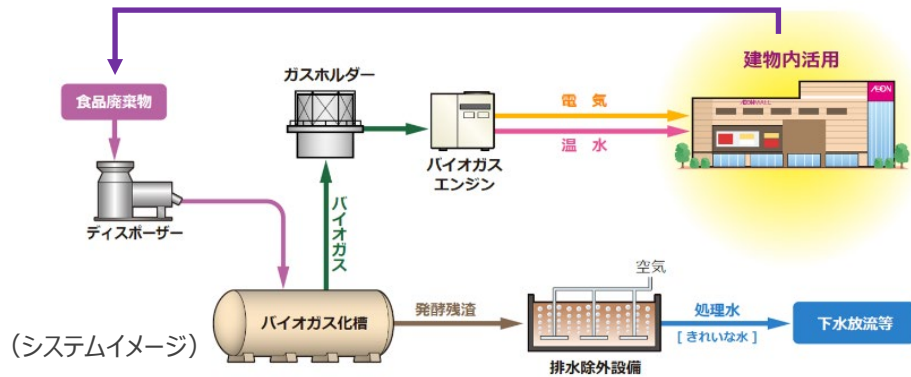 建物内活用
ガスホルダー
食品廃棄物
電気
ÆON MALL
ÆON
温水
バイオガス
エンジン
ディスポーザー
バイオガス
空気
バイオガス化槽
発酵残渣
処理水
[きれいな水]
下水放流等
(システムイメージ)
排水除外設備